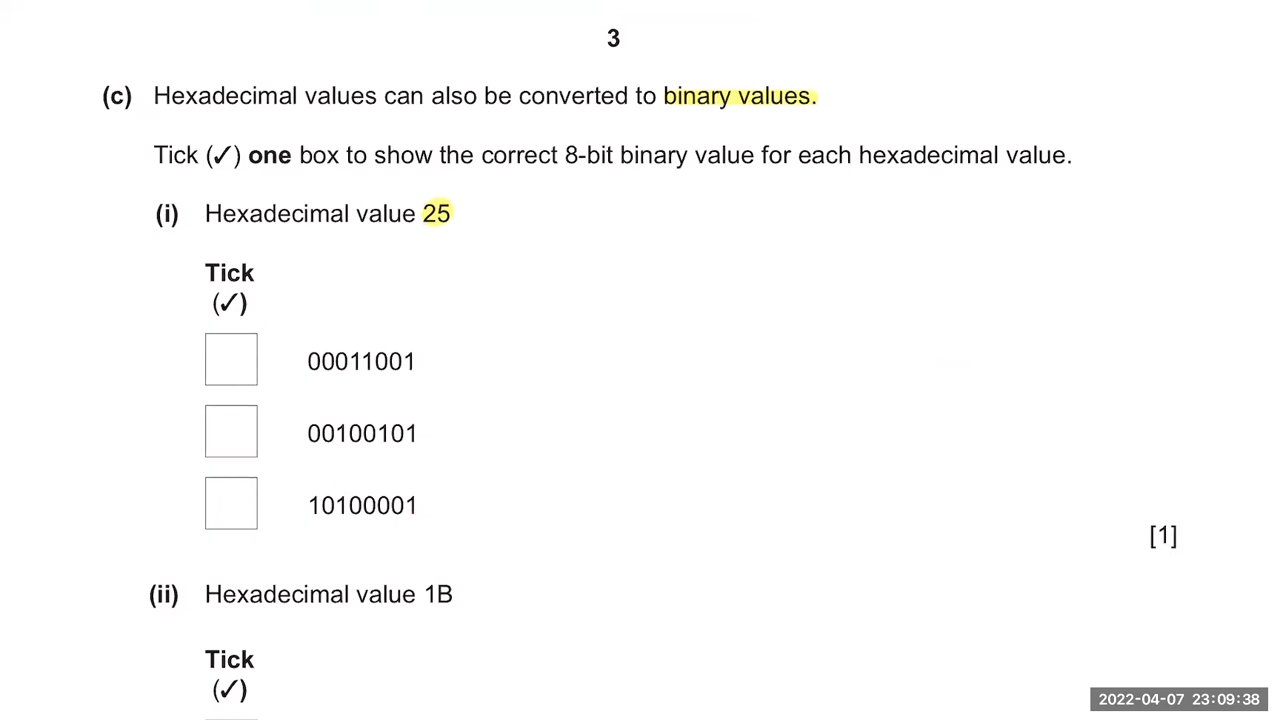 3
(c) Hexadecimal values can also be converted to binary values.
Tick (✓) one box to show the correct 8-bit binary value for each hexadecimal value.
(i) Hexadecimal value 25
Tick
(✓)
00011001
00100101
10100001
[1]
(ii) Hexadecimal value 1B
Tick
(✓)
2022-04-07 23:09:38